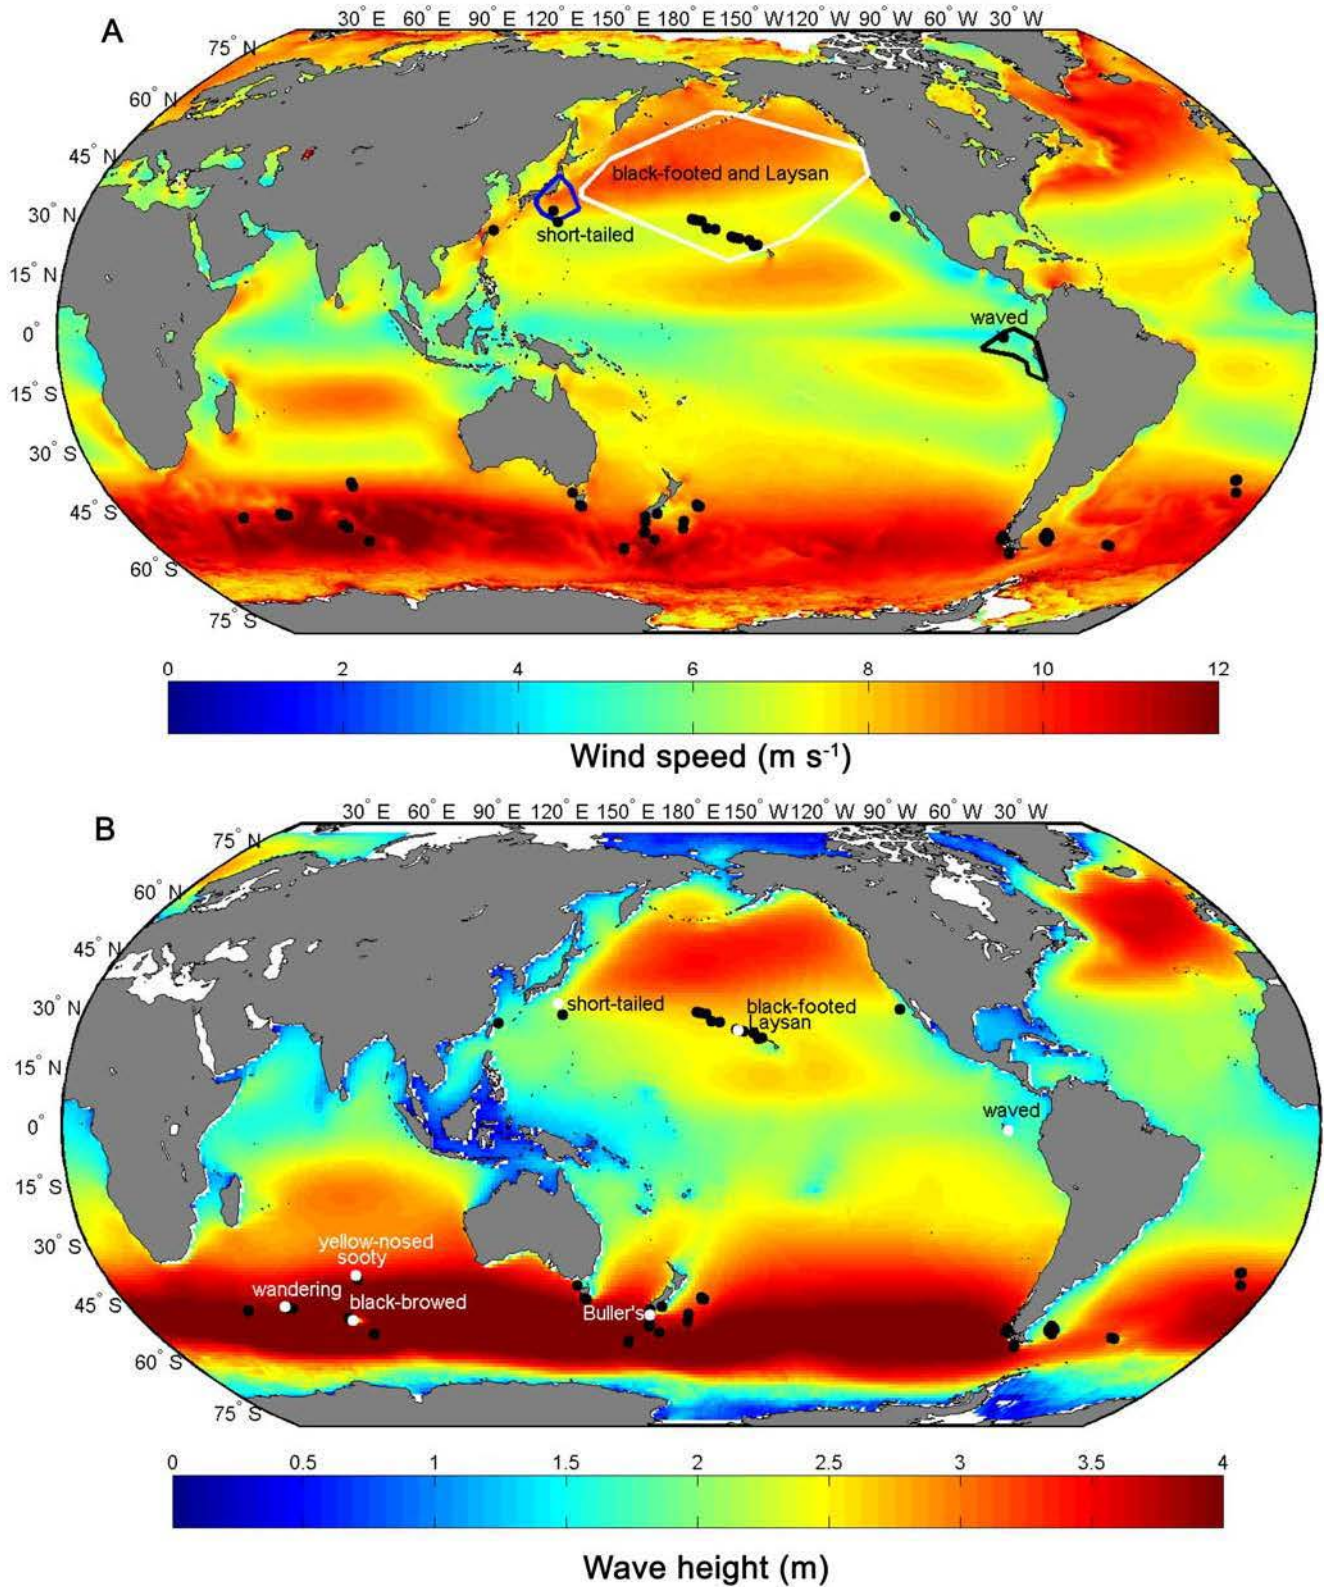 A
30° E 60° E 90° E 120° E 150° E 180° E 150° W 120° W 90° W 60° W 30° W
75° N
60° N
45° N
black-footed and Laysan
30° N
short-tailed
15° N
waved
0°
15° S
30° S
45° S
60° S
75° S
0 2 4 6 8 10 12
Wind speed (m s⁻¹)
B
30° E 60° E 90° E 120° E 150° E 180° E 150° W 120° W 90° W 60° W 30° W
75° N
60° N
45° N
30° N
short-tailed
black-footed
Laysan
15° N
waved
0°
15° S
30° S
yellow-nosed
sooty
wandering
45° S
black-browed
Buller's
60° S
75° S
0 0.5 1 1.5 2 2.5 3 3.5 4
Wave height (m)